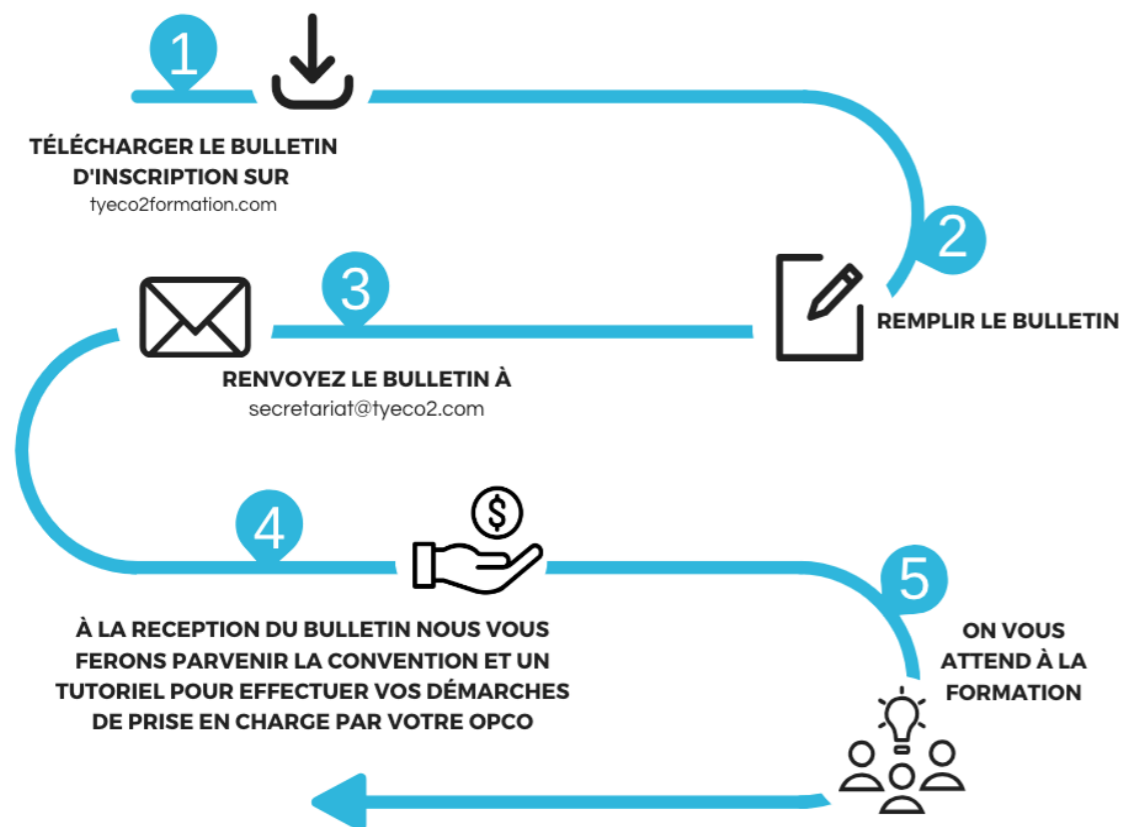 1
TÉLÉCHARGER LE BULLETIN
D'INSCRIPTION SUR
tyeco2formation.com
2
REMPLIR LE BULLETIN
3
RENVOYEZ LE BULLETIN À
secretariat@tyeco2.com
4
$
À LA RECEPTION DU BULLETIN NOUS VOUS
FERONS PARVENIR LA CONVENTION ET UN
TUTORIEL POUR EFFECTUER VOS DÉMARCHES
DE PRISE EN CHARGE PAR VOTRE OPCO
5
ON VOUS
ATTEND À LA
FORMATION